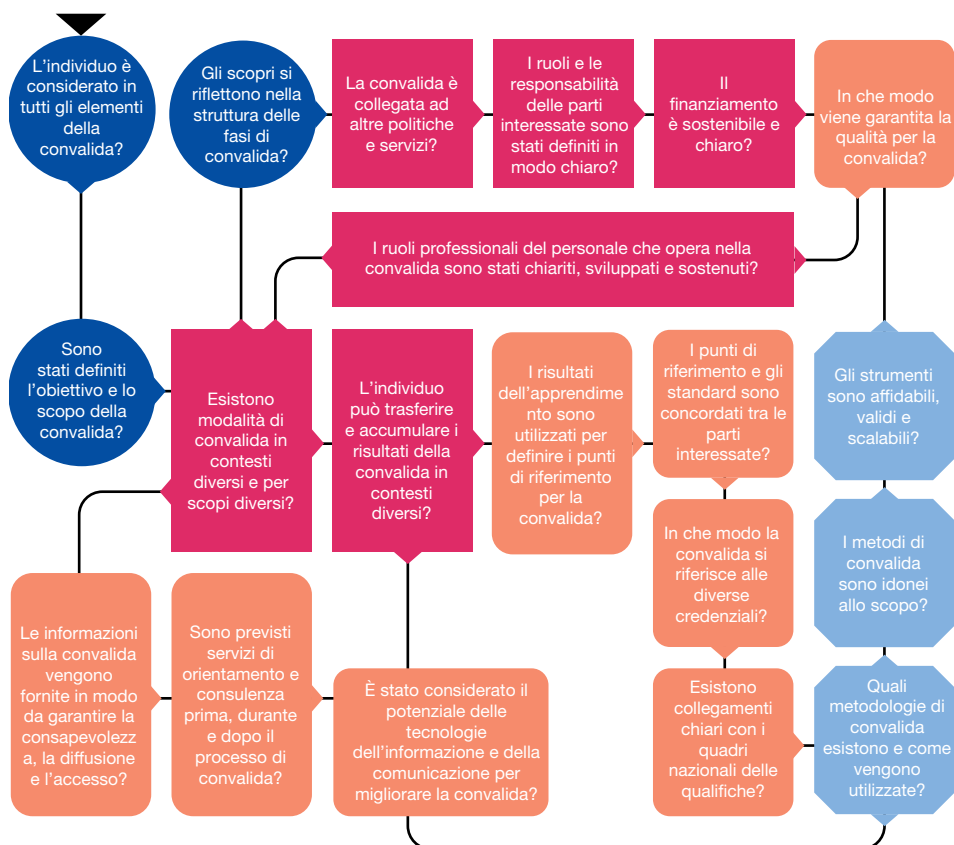 L'individuo è
considerato in
tutti gli elementi
della
convalida?
Gli scopri si
riflettono nella
struttura delle
fasi di
convalida?
La convalida è
collegata ad
altre politiche
e servizi?
I ruoli e le
responsabilità
delle parti
interessate sono
stati definiti in
modo chiaro?
Il
finanziamento
è sostenibile e
chiaro?
In che modo
viene garantita la
qualità per la
convalida?
I ruoli professionali del personale che opera nella
convalida sono stati chiariti, sviluppati e sostenuti?
Sono
stati definiti
l'obiettivo e lo
scopo della
convalida?
Esistono
modalità di
convalida in
contesti
diversi e per
scopi diversi?
L'individuo
può trasferire
e accumulare i
risultati della
convalida in
contesti
diversi?
I risultati
dell'apprendime
nto sono
utilizzati per
definire i punti
di riferimento
per la
convalida?
I punti di
riferimento e gli
standard sono
concordati tra le
parti
interessate?
Gli strumenti
sono affidabili,
validi e
scalabili?
In che modo la
convalida si
riferisce alle
diverse
credenziali?
I metodi di
convalida
sono idonei
allo scopo?
Le informazioni
sulla convalida
vengono
fornite in modo
da garantire la
consapevolezz
a, la diffusione
e l'accesso?
Sono previsti
servizi di
orientamento e
consulenza
prima, durante
e dopo il
processo di
convalida?
È stato considerato il
potenziale delle
tecnologie
dell'informazione e della
comunicazione per
migliorare la convalida?
Esistono
collegamenti
chiari con i
quadri
nazionali delle
qualifiche?
Quali
metodologie di
convalida
esistono e come
vengono
utilizzate?